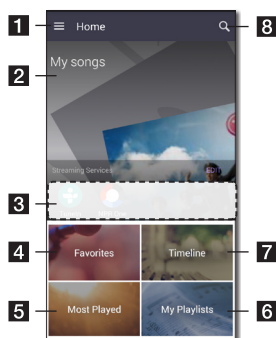 1
Home
8
2
My songs
Streaming Services
EDIT
3
4
Favorites
Timeline
7
5
Most Played
My Playlists
6